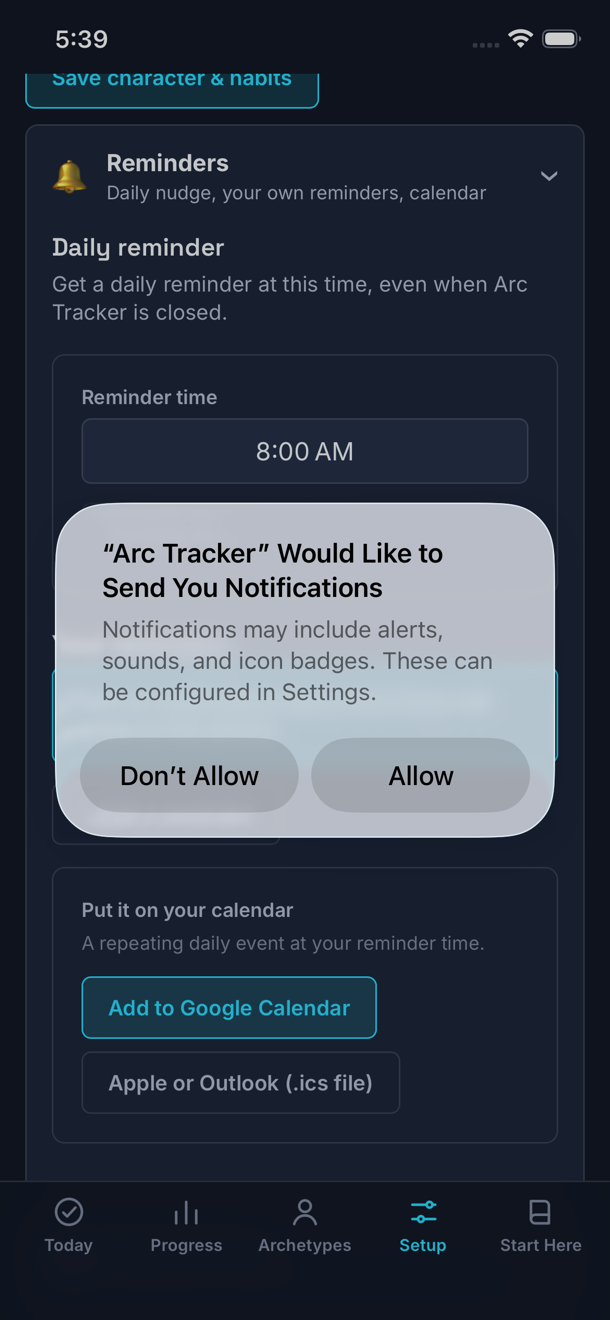 5:39
Save character & habits
Reminders
Daily nudge, your own reminders, calendar
Daily reminder
Get a daily reminder at this time, even when Arc
Tracker is closed.
Reminder time
8:00 AM
“Arc Tracker” Would Like to
Send You Notifications
Notifications may include alerts,
sounds, and icon badges. These can
be configured in Settings.
Don’t Allow
Allow
Put it on your calendar
A repeating daily event at your reminder time.
Add to Google Calendar
Apple or Outlook (.ics file)
Today
Progress
Archetypes
Setup
Start Here